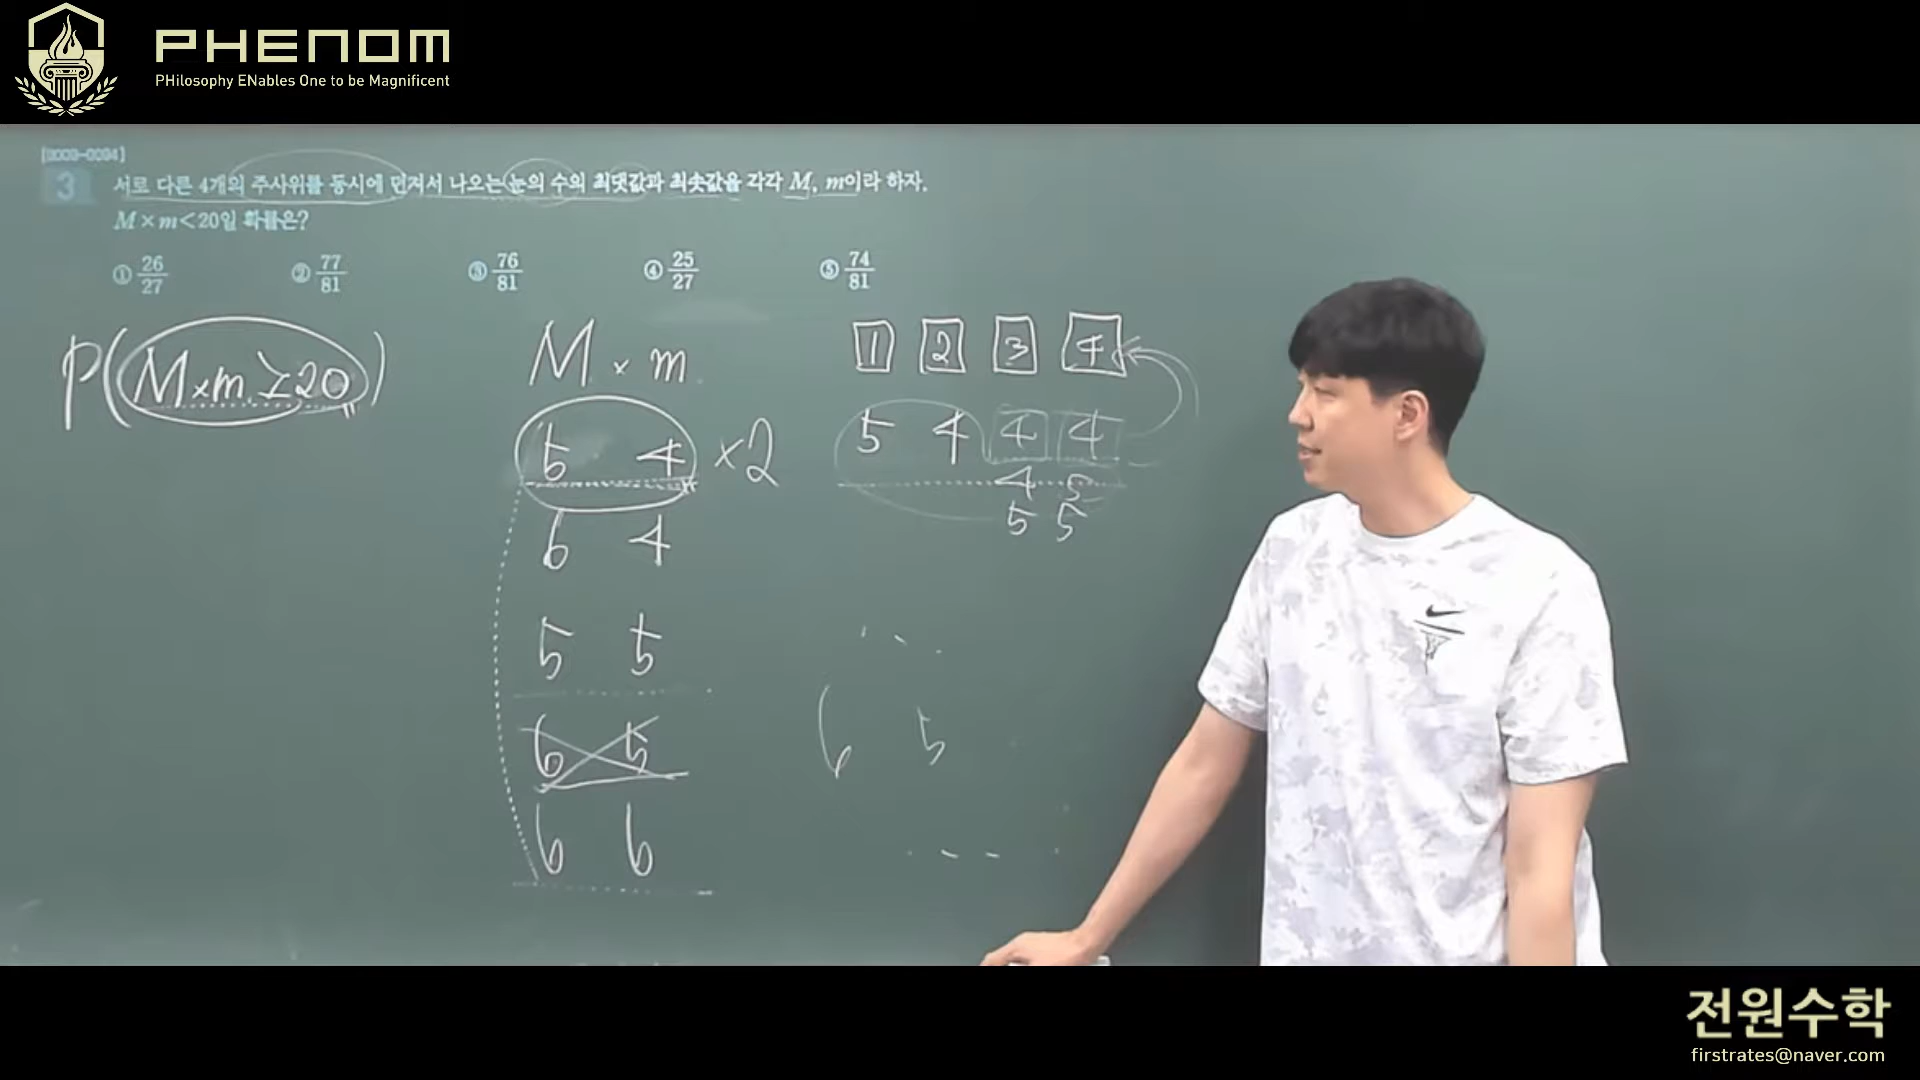 PHENOM
PHilosophy ENables One to be Magnificent
[2009-0094]
3 서로 다른 4개의 주사위를 동시에 던져서 나오는 눈의 수의 최댓값과 최솟값을 각각 M, m이라 하자.
M×m<20일 확률은?
① 26/27 ② 77/81 ③ 76/81 ④ 25/27 ⑤ 74/81
P(M×m≥20)
M × m
5 4 ×2
6 4
5 5
6 5
6 6
1 2 3 4
5 4 4 4
4 5
5 5
6 5
전원수학
firstrates@naver.com